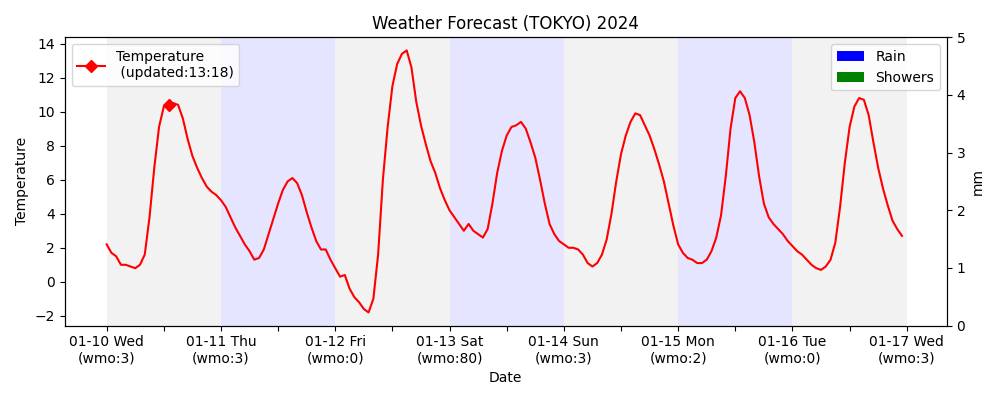 Weather Forecast (TOKYO) 2024
Temperature
(updated:13:18)
Rain
Showers
14
12
10
8
6
4
2
0
−2
Temperature
5
4
3
2
1
0
mm
01-10 Wed
(wmo:3)
01-11 Thu
(wmo:3)
01-12 Fri
(wmo:0)
01-13 Sat
(wmo:80)
01-14 Sun
(wmo:3)
01-15 Mon
(wmo:2)
01-16 Tue
(wmo:0)
01-17 Wed
(wmo:3)
Date